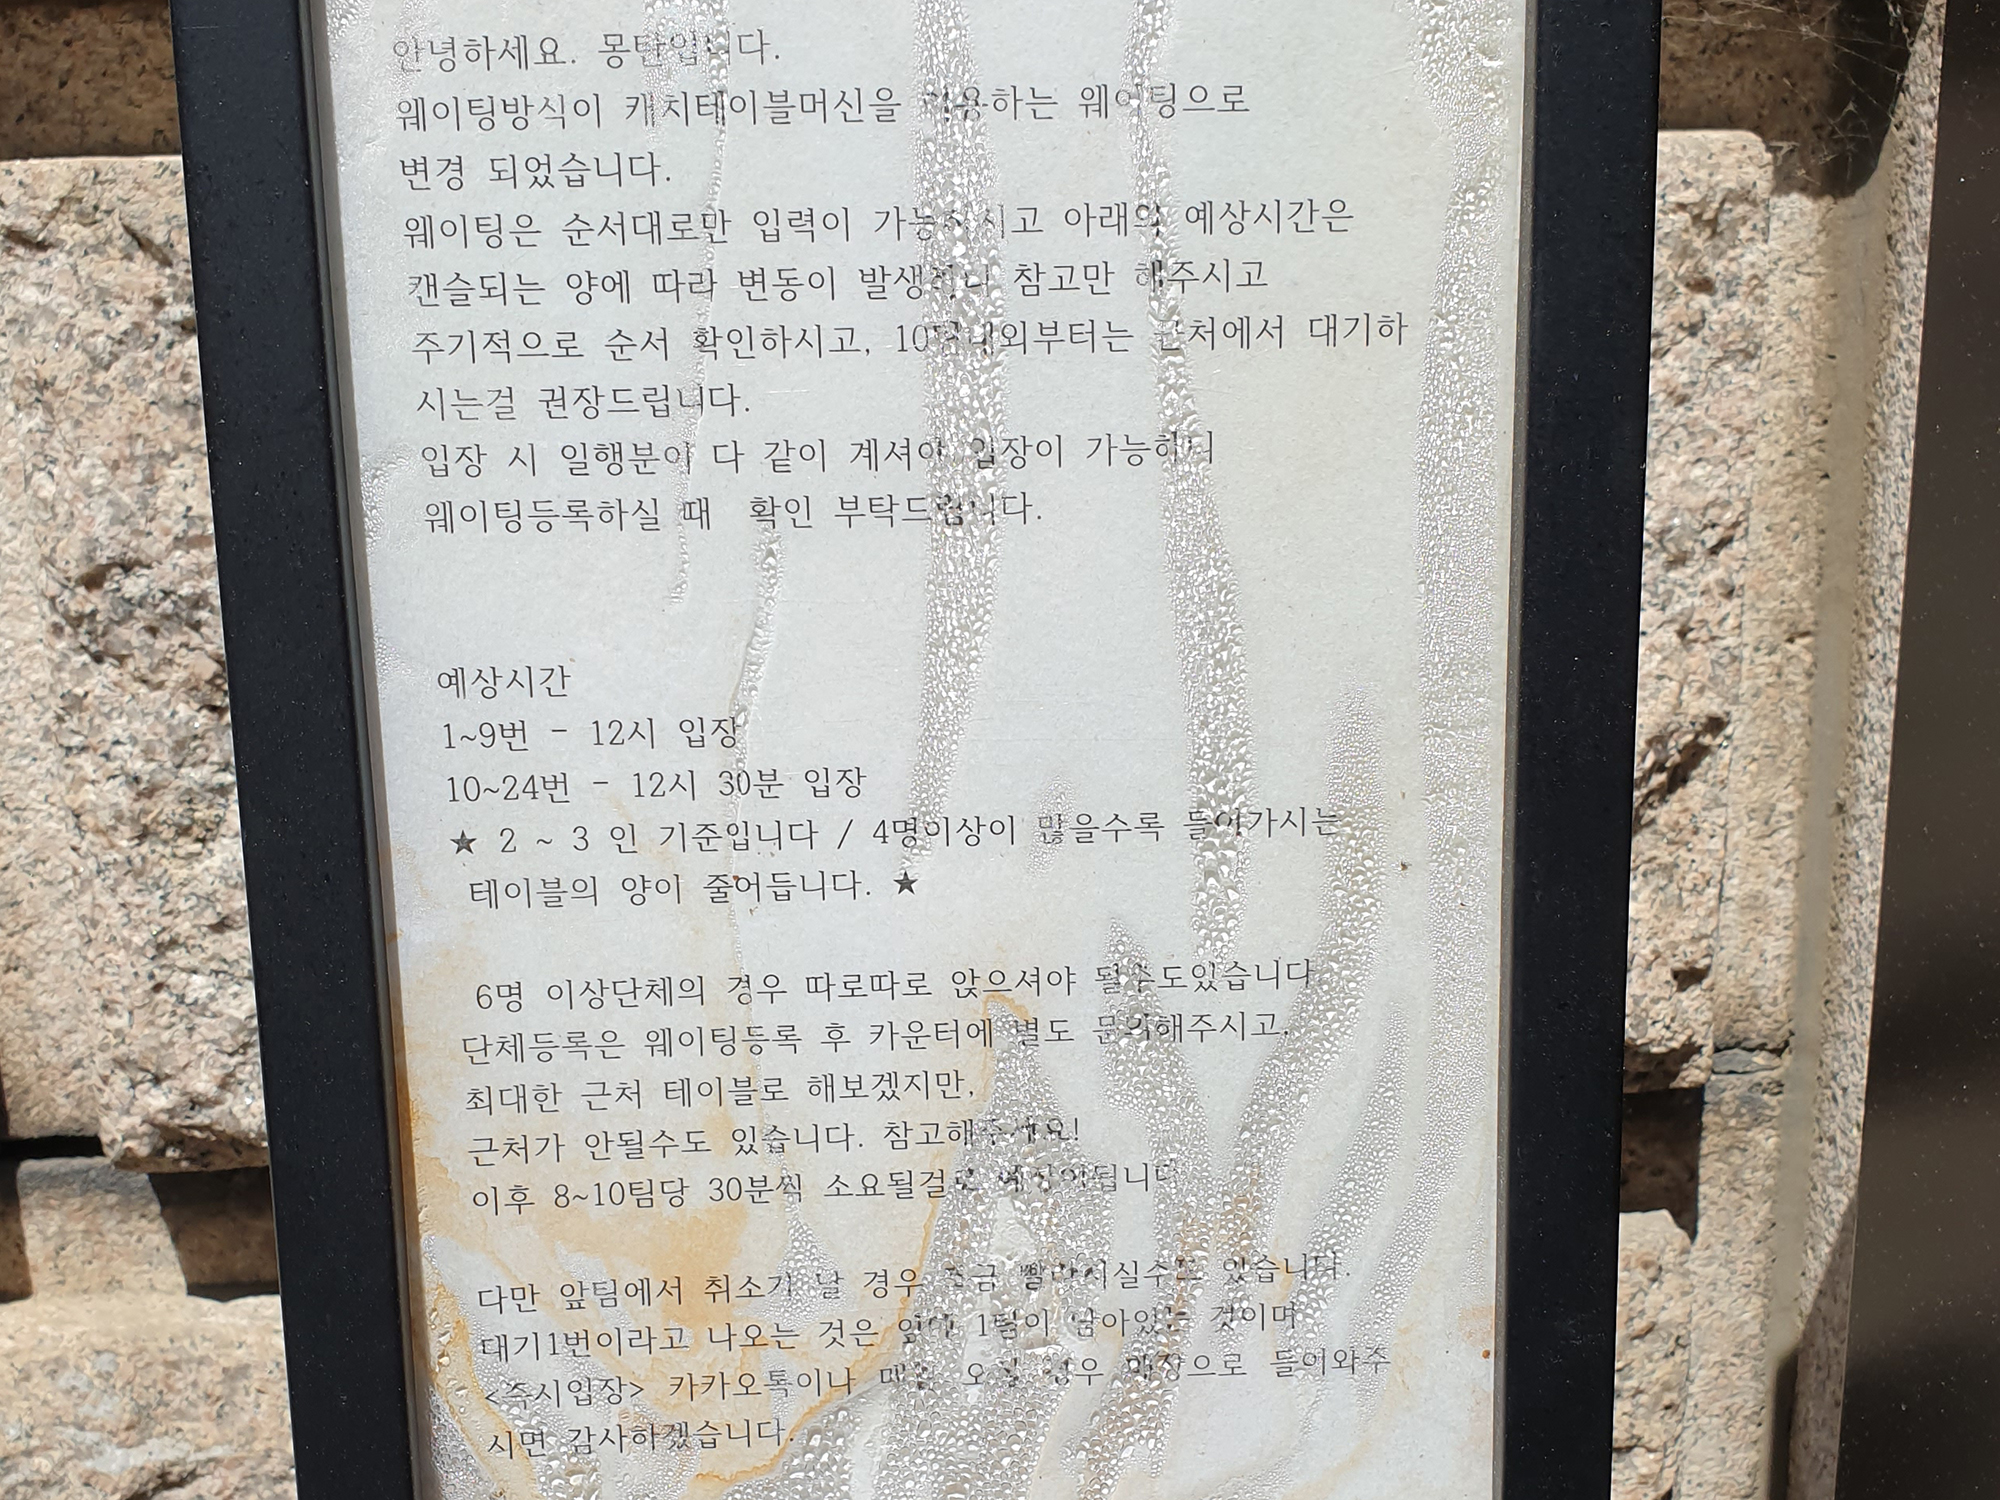 안녕하세요. 몽탄입니다.
웨이팅방식이 캐치테이블머신을 이용하는 웨이팅으로
변경 되었습니다.
웨이팅은 순서대로만 입력이 가능하시고 아래의 예상시간은
캔슬되는 양에 따라 변동이 발생하니 참고만 해주시고
주기적으로 순서 확인하시고, 10팀내외부터는 근처에서 대기하
시는걸 권장드립니다.
입장 시 일행분이 다 같이 계셔야 입장이 가능하니
웨이팅등록하실 때 확인 부탁드립니다.
예상시간
1~9번 - 12시 입장
10~24번 - 12시 30분 입장
★ 2 ~ 3 인 기준입니다 / 4명이상이 많을수록 들어가시는
테이블의 양이 줄어듭니다. ★
6명 이상단체의 경우 따로따로 앉으셔야 될수도있습니다
단체등록은 웨이팅등록 후 카운터에 별도 문의해주시고,
최대한 근처 테이블로 해보겠지만,
근처가 안될수도 있습니다. 참고해주세요!
이후 8~10팀당 30분씩 소요될걸로 예상이됩니다
다만 앞팀에서 취소가 날 경우 조금 빨라지실수도 있습니다.
대기1번이라고 나오는 것은 앞에 1팀이 남아있는 것이며
<즉시입장> 카카오톡이나 경우 매장으로 들어와주
시면 감사하겠습니다.